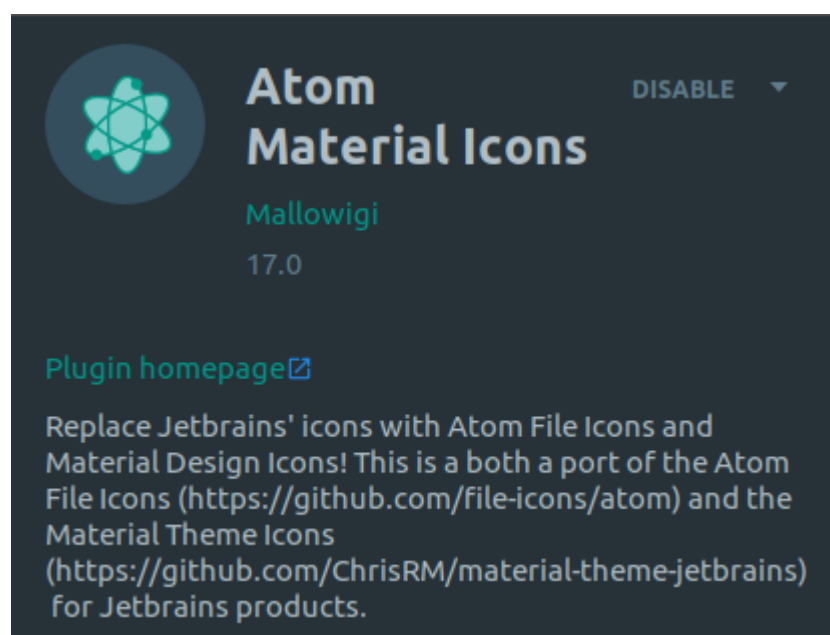 Atom
Material Icons
DISABLE
Mallowigi
17.0
Plugin homepage
Replace Jetbrains' icons with Atom File Icons and
Material Design Icons! This is a both a port of the Atom
File Icons (https://github.com/file-icons/atom) and the
Material Theme Icons
(https://github.com/ChrisRM/material-theme-jetbrains)
for Jetbrains products.